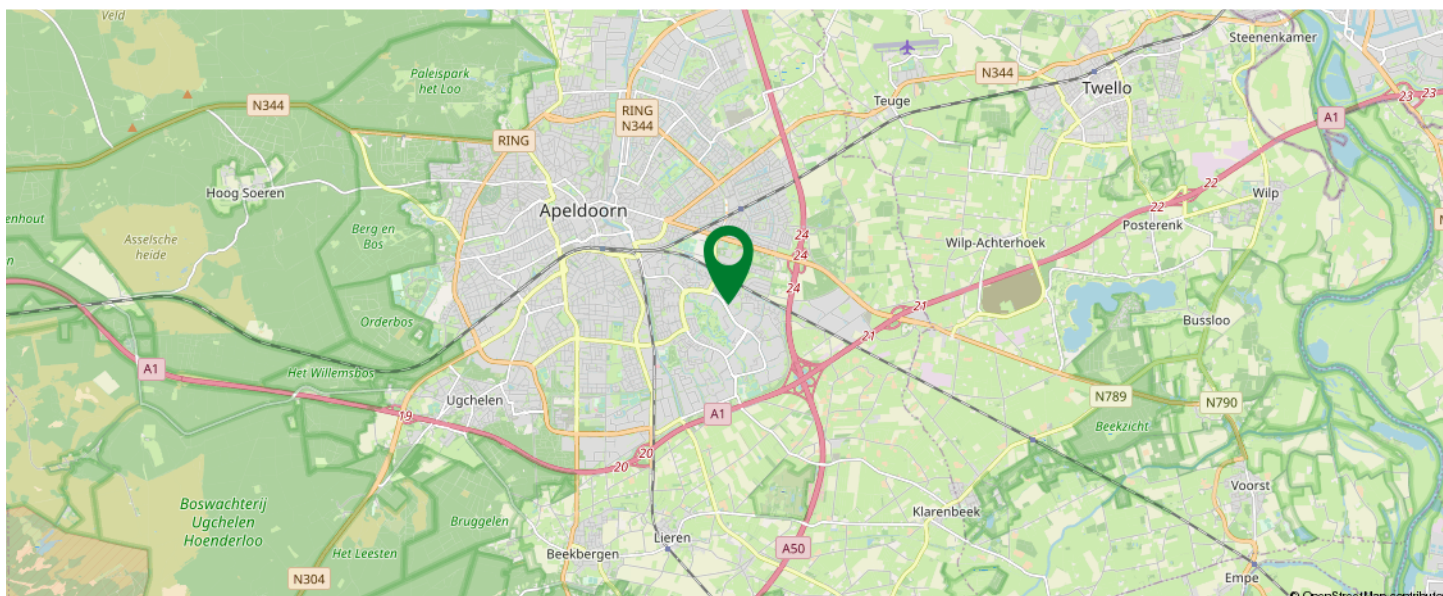 Veld
Steenenkamer
Paleispark
het Loo
N344
Twello
23
23
Teuge
N344
RING
N344
A1
RING
22
Hoog Soeren
Wilp
22
Apeldoorn
Posterenk
enhout
Berg en
Bos
Asselsche
heide
24
Wilp-Achterhoek
24
24
21
Orderbos
Bussloo
21
A1
Het Willemsbos
Ugchelen
19
A1
N789
N790
Beekzicht
20
20
Voorst
Boswachterij
Ugchelen
Hoenderloo
Klarenbeek
Bruggelen
Lieren
Het Leesten
Beekbergen
A50
N304
Empe
© OpenStreetMap contributo